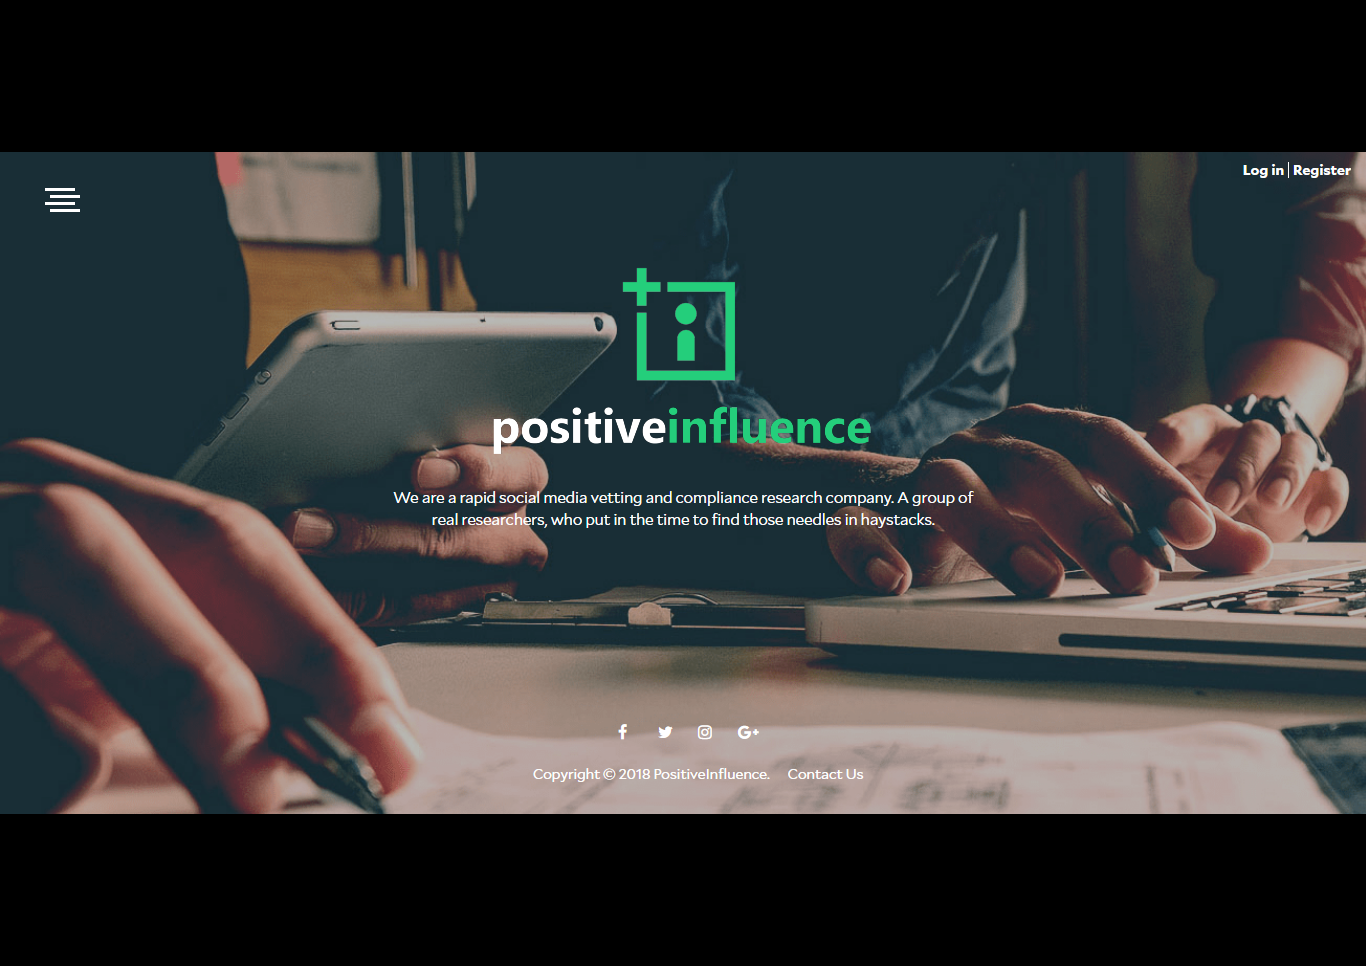 Log in | Register
positiveinfluence
We are a rapid social media vetting and compliance research company. A group of
real researchers, who put in the time to find those needles in haystacks.
Copyright © 2018 PositiveInfluence. Contact Us